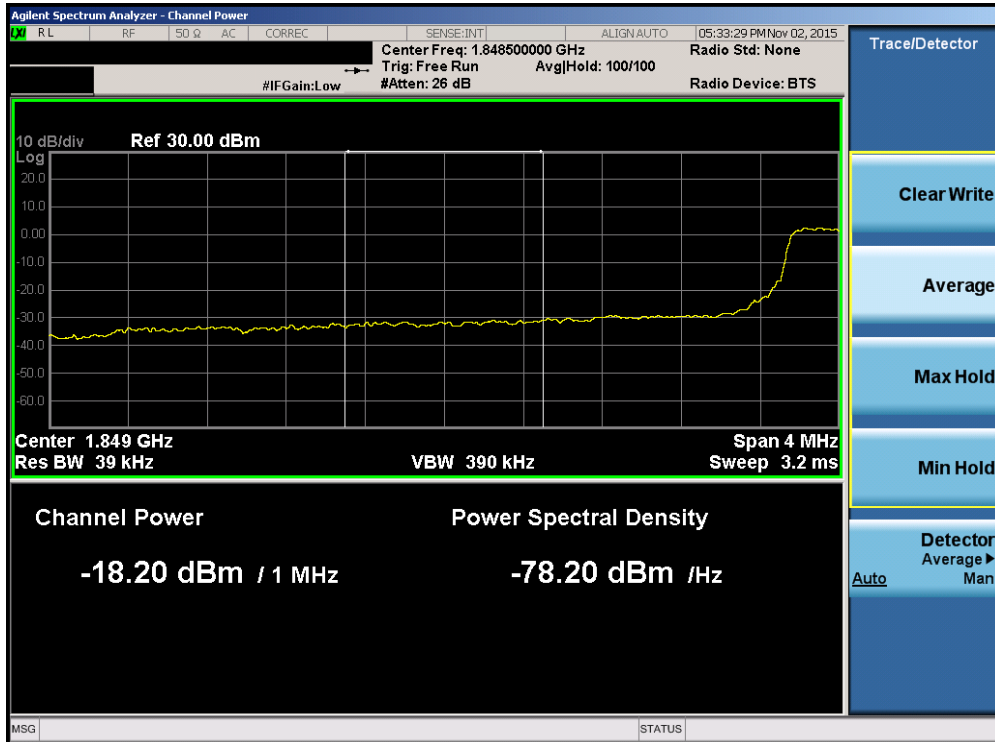 Agilent Spectrum Analyzer - Channel Power
LXI RL RF 50 Ω AC CORREC SENSE:INT ALIGN AUTO 05:33:29 PM Nov 02, 2015
Center Freq: 1.848500000 GHz Radio Std: None
Trig: Free Run Avg|Hold: 100/100
#IFGain:Low #Atten: 26 dB Radio Device: BTS
10 dB/div Ref 30.00 dBm
Log
20.0
10.0
0.00
-10.0
-20.0
-30.0
-40.0
-50.0
-60.0
Center 1.849 GHz Span 4 MHz
Res BW 39 kHz VBW 390 kHz Sweep 3.2 ms
Channel Power Power Spectral Density
-18.20 dBm / 1 MHz -78.20 dBm /Hz
MSG STATUS
Trace/Detector
Clear Write
Average
Max Hold
Min Hold
Detector
Average▶
Auto Man